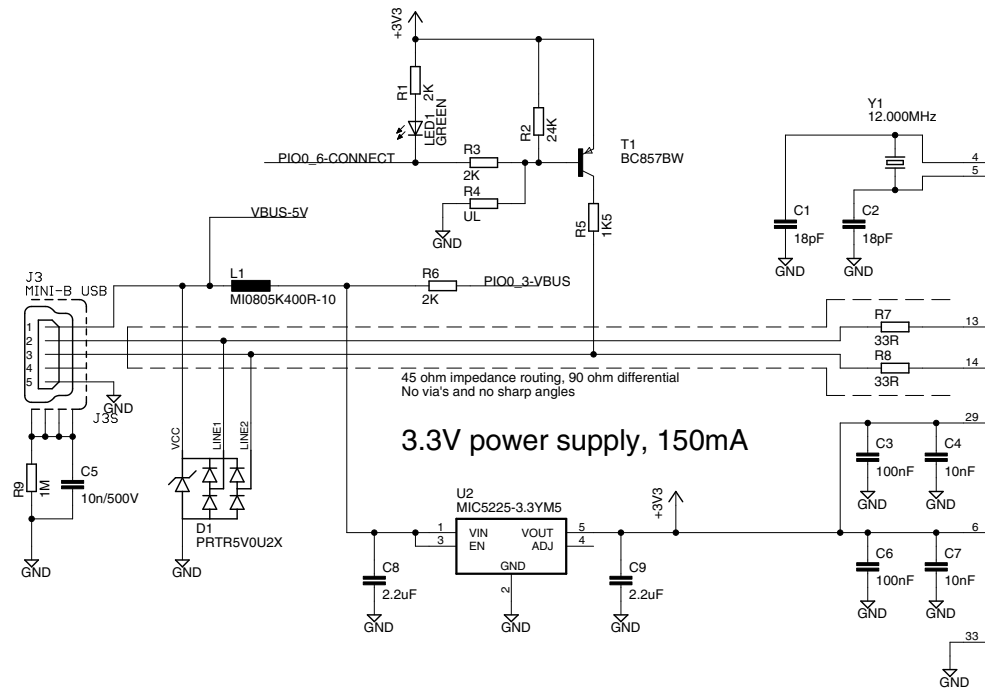 +3V3
R1
2K
LED1
GREEN
R2
24K
T1
BC857BW
Y1
12.000MHz
4
5
PIO0_6-CONNECT
R3
2K
R4
UL
GND
R5
1K5
C1
18pF
GND
C2
18pF
GND
VBUS-5V
J3
MINI-B USB
L1
MI0805K400R-10
R6
2K
PIO0_3-VBUS
1
2
3
4
5
R7
33R
13
R8
33R
14
GND
J3S
45 ohm impedance routing, 90 ohm differential
No via's and no sharp angles
VCC
LINE1
LINE2
3.3V power supply, 150mA
29
C3
100nF
GND
C4
10nF
GND
R9
1M
C5
10n/500V
GND
D1
PRTR5V0U2X
GND
U2
MIC5225-3.3YM5
+3V3
1
3
VIN
EN
VOUT
ADJ
GND
5
4
2
6
C8
2.2uF
GND
GND
C9
2.2uF
GND
C6
100nF
GND
C7
10nF
GND
33
GND